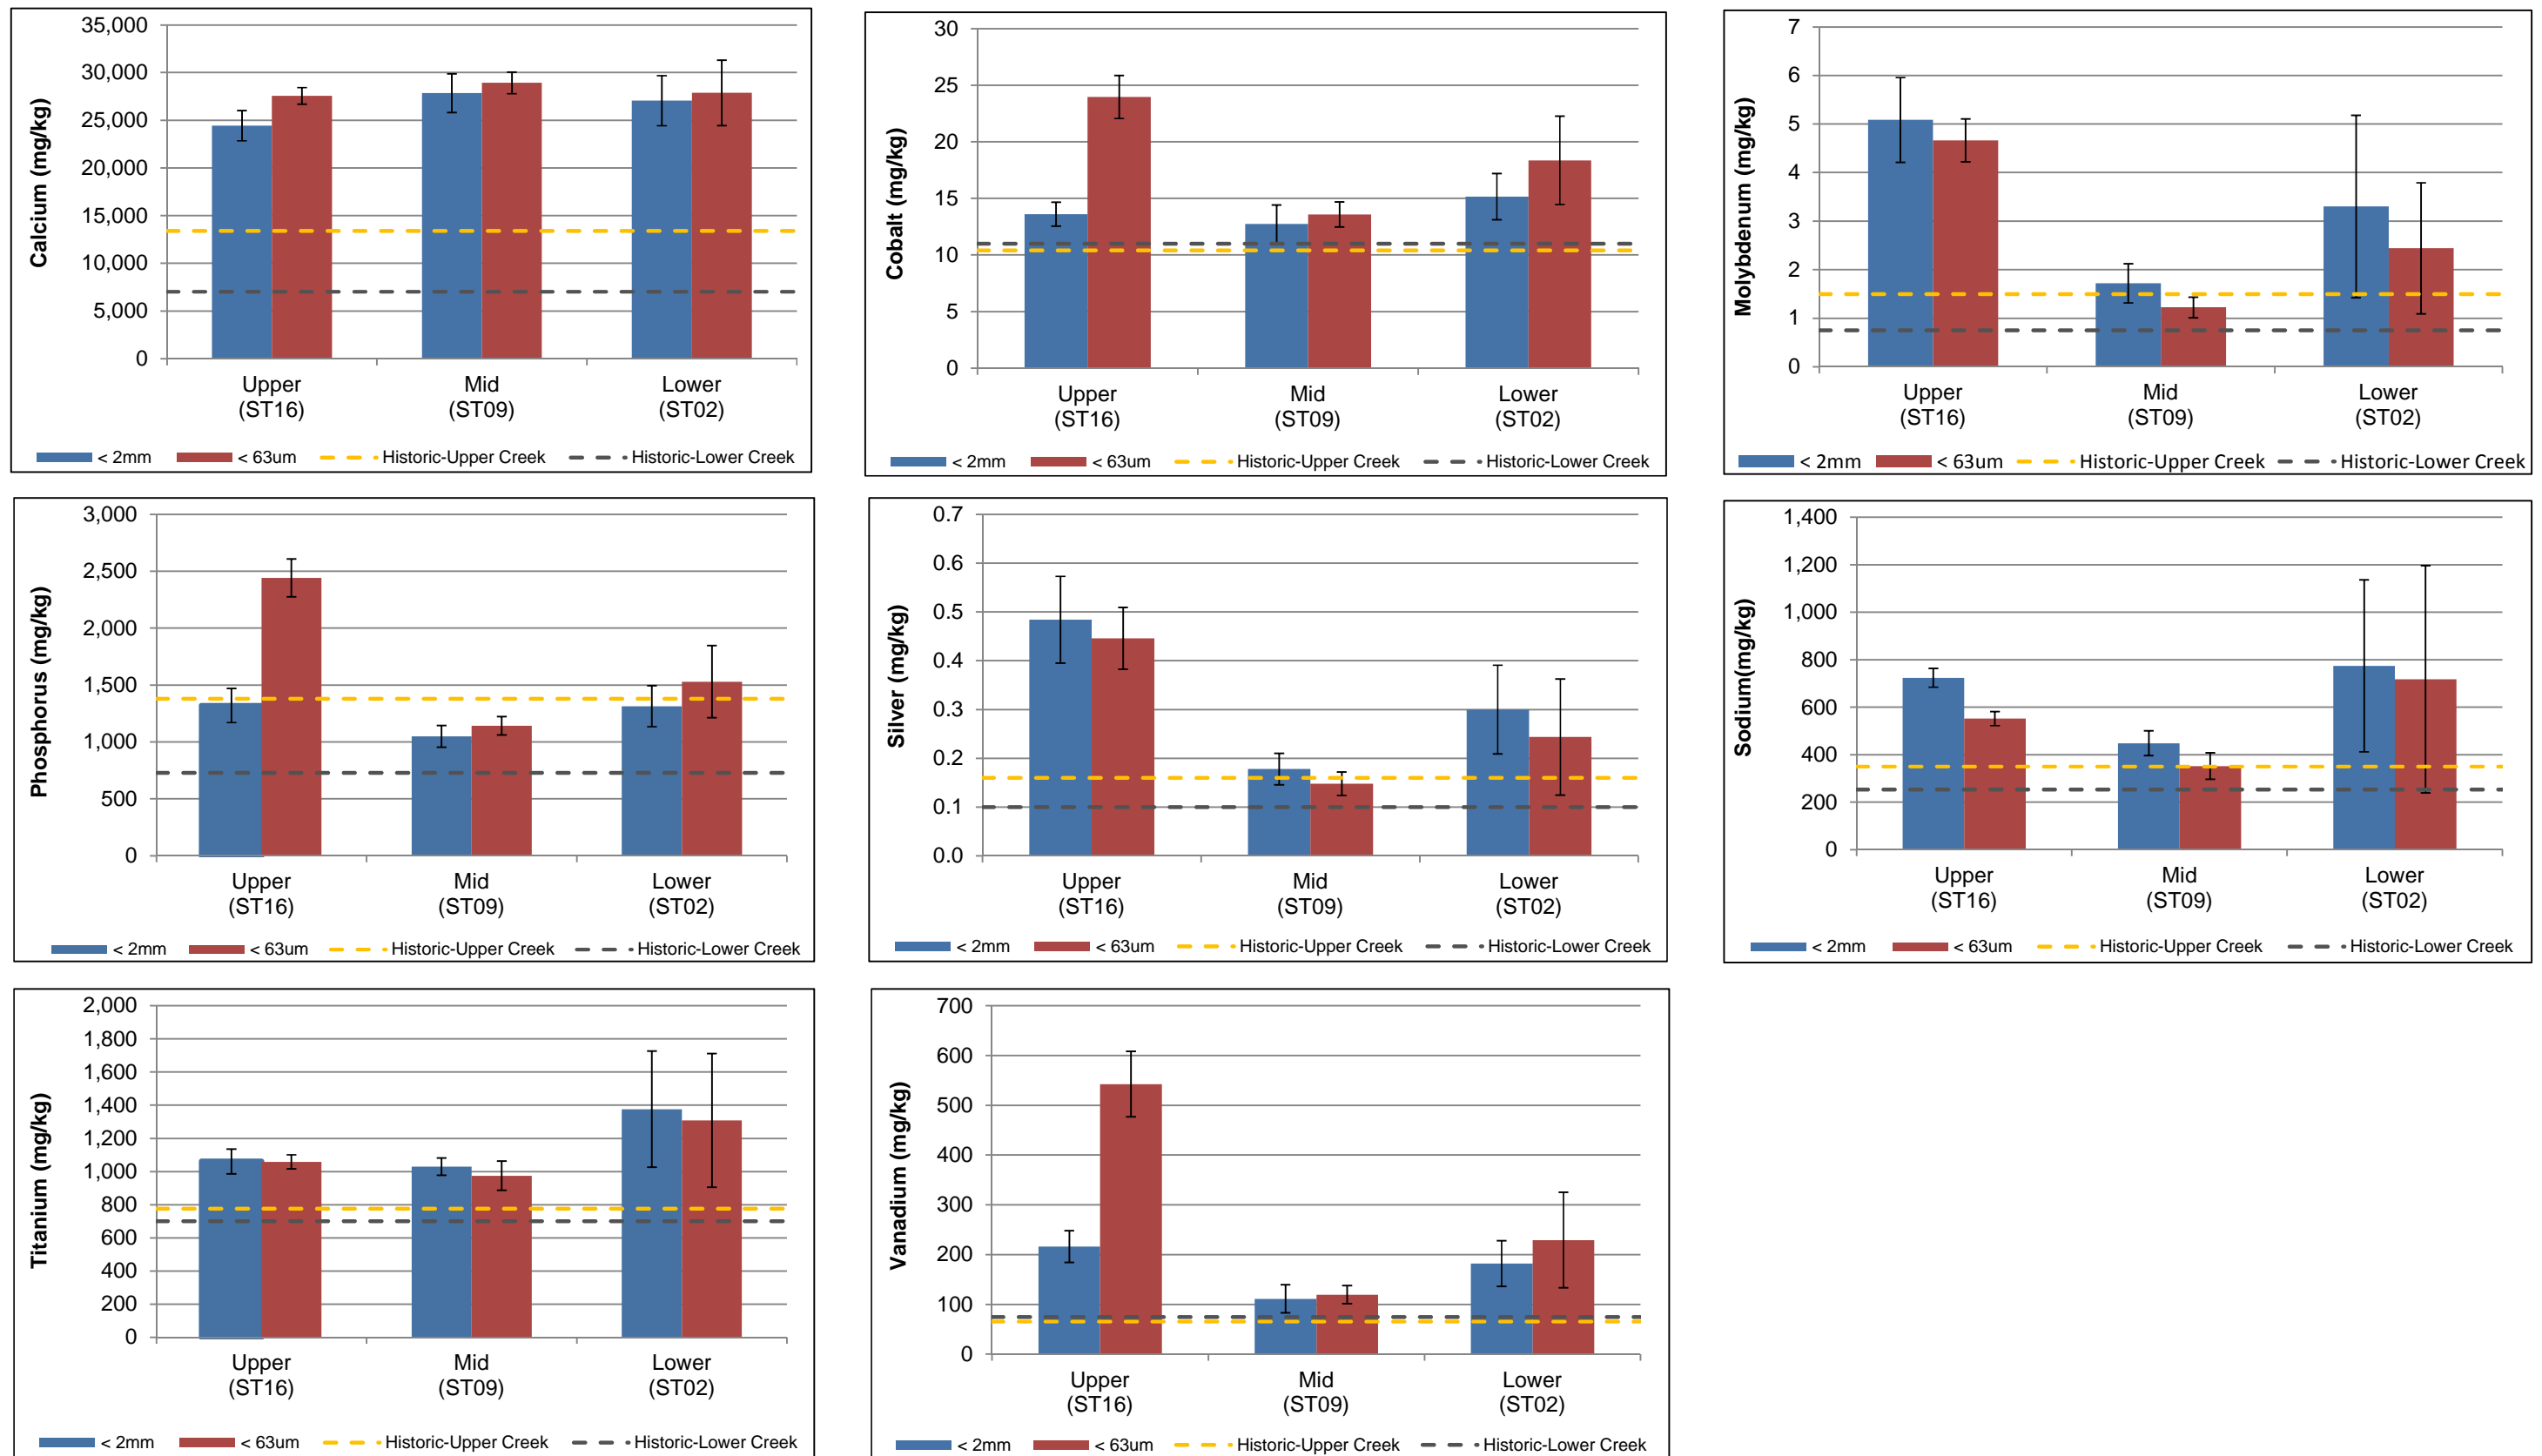 Calcium (mg/kg)
35,000
30,000
25,000
20,000
15,000
10,000
5,000
0
Upper Mid Lower
(ST16) (ST09) (ST02)
< 2mm < 63um Historic-Upper Creek Historic-Lower Creek
Cobalt (mg/kg)
30
25
20
15
10
5
0
Upper Mid Lower
(ST16) (ST09) (ST02)
< 2mm < 63um Historic-Upper Creek Historic-Lower Creek
Molybdenum (mg/kg)
7
6
5
4
3
2
1
0
Upper Mid Lower
(ST16) (ST09) (ST02)
< 2mm < 63um Historic-Upper Creek Historic-Lower Creek
Phosphorus (mg/kg)
3,000
2,500
2,000
1,500
1,000
500
0
Upper Mid Lower
(ST16) (ST09) (ST02)
< 2mm < 63um Historic-Upper Creek Historic-Lower Creek
Silver (mg/kg)
0.7
0.6
0.5
0.4
0.3
0.2
0.1
0.0
Upper Mid Lower
(ST16) (ST09) (ST02)
< 2mm < 63um Historic-Upper Creek Historic-Lower Creek
Sodium(mg/kg)
1,400
1,200
1,000
800
600
400
200
0
Upper Mid Lower
(ST16) (ST09) (ST02)
< 2mm < 63um Historic-Upper Creek Historic-Lower Creek
Titanium (mg/kg)
2,000
1,800
1,600
1,400
1,200
1,000
800
600
400
200
0
Upper Mid Lower
(ST16) (ST09) (ST02)
< 2mm < 63um Historic-Upper Creek Historic-Lower Creek
Vanadium (mg/kg)
700
600
500
400
300
200
100
0
Upper Mid Lower
(ST16) (ST09) (ST02)
< 2mm < 63um Historic-Upper Creek Historic-Lower Creek